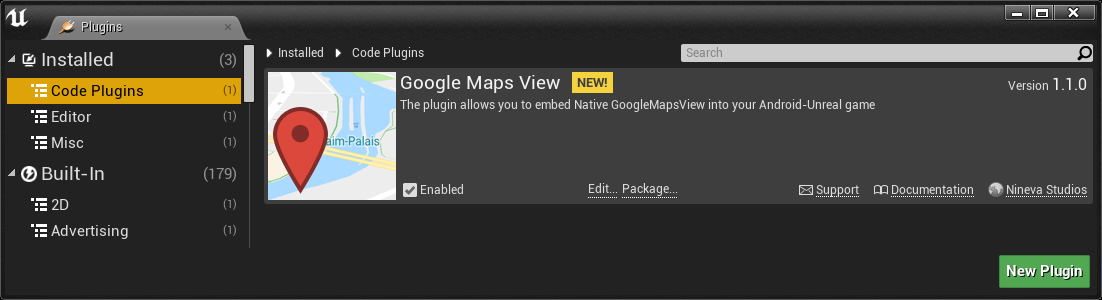 Plugins
Installed (3)
Code Plugins (1)
Editor (1)
Misc (1)
Built-In (179)
2D (1)
Advertising (1)
Installed Code Plugins
Search
Google Maps View NEW! Version 1.1.0
The plugin allows you to embed Native GoogleMapsView into your Android-Unreal game
aim-Palais
Enabled Edit... Package... Support Documentation Nineva Studios
New Plugin